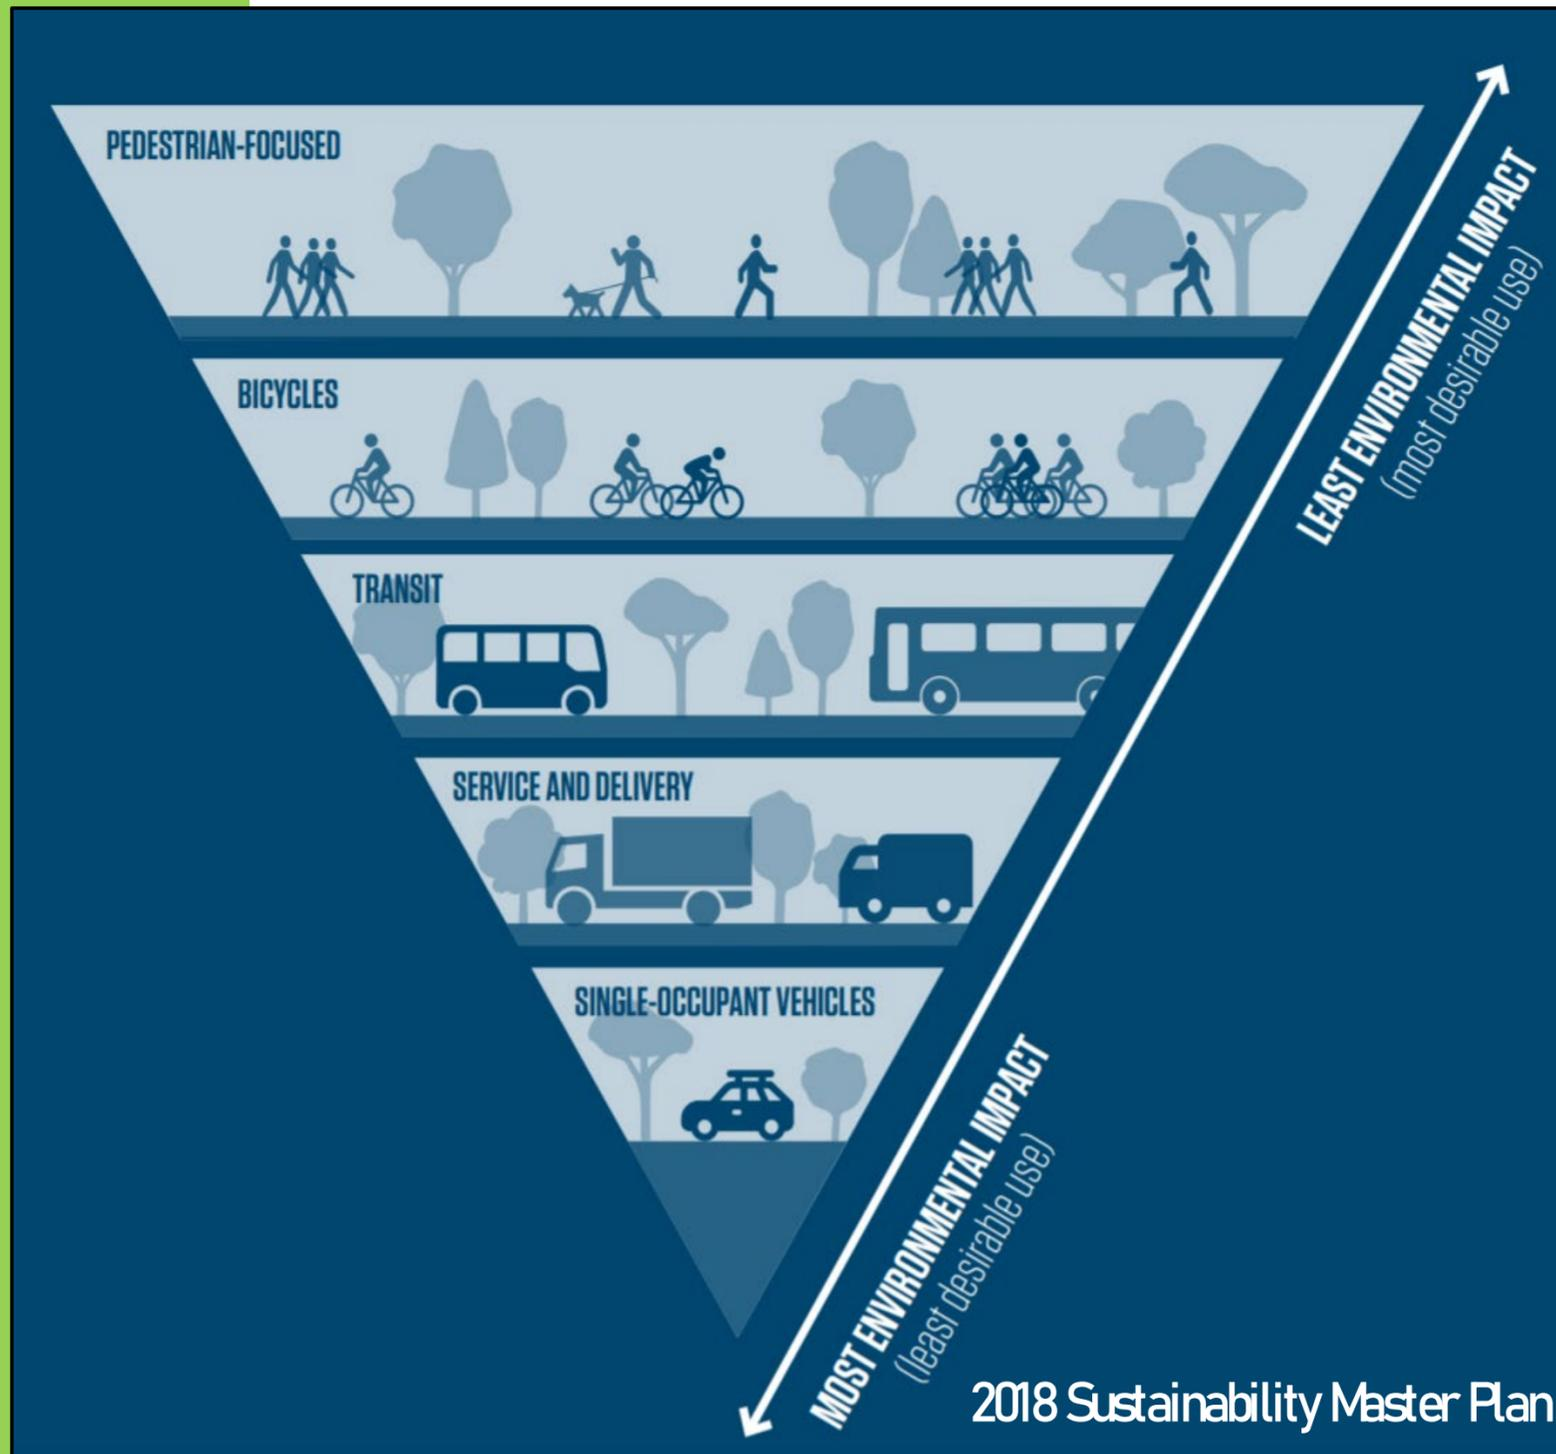 PEDESTRIAN-FOCUSED
BICYCLES
TRANSIT
SERVICE AND DELIVERY
SINGLE-OCCUPANT VEHICLES
LEAST ENVIRONMENTAL IMPACT
(most desirable use)
MOST ENVIRONMENTAL IMPACT
(least desirable use)
2018 Sustainability Master Plan